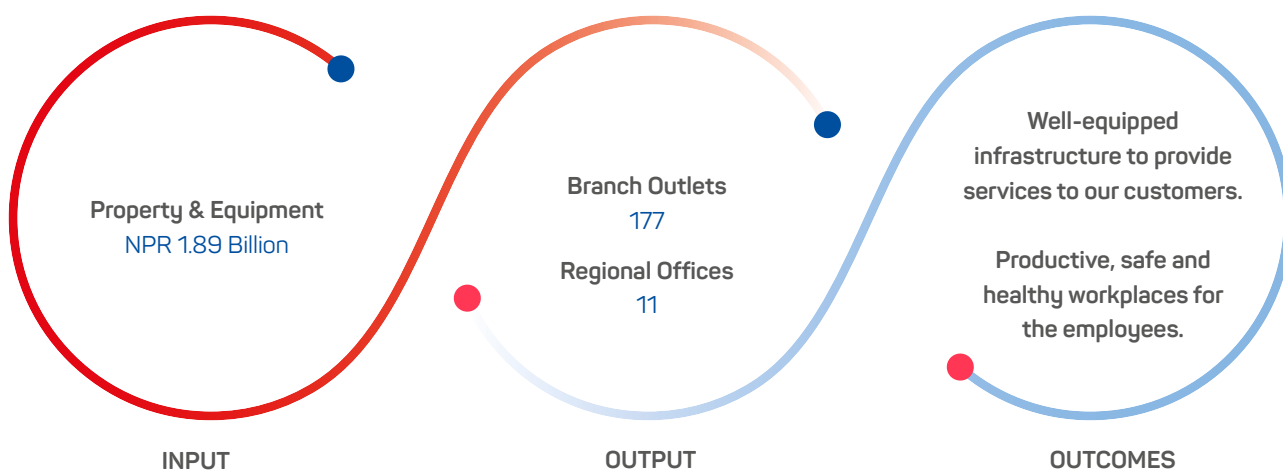 Property & Equipment
NPR 1.89 Billion
INPUT
Branch Outlets
177
Regional Offices
11
OUTPUT
Well-equipped
infrastructure to provide
services to our customers.
Productive, safe and
healthy workplaces for
the employees.
OUTCOMES